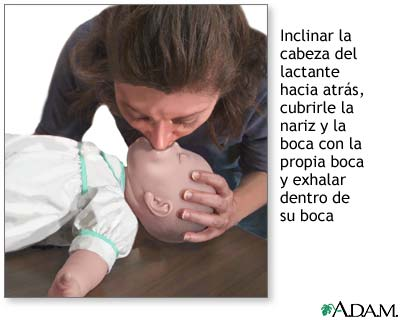 Inclinar la
cabeza del
lactante
hacia atrás,
cubrirle la
nariz y la
boca con la
propia boca
y exhalar
dentro de
su boca
ADAM.